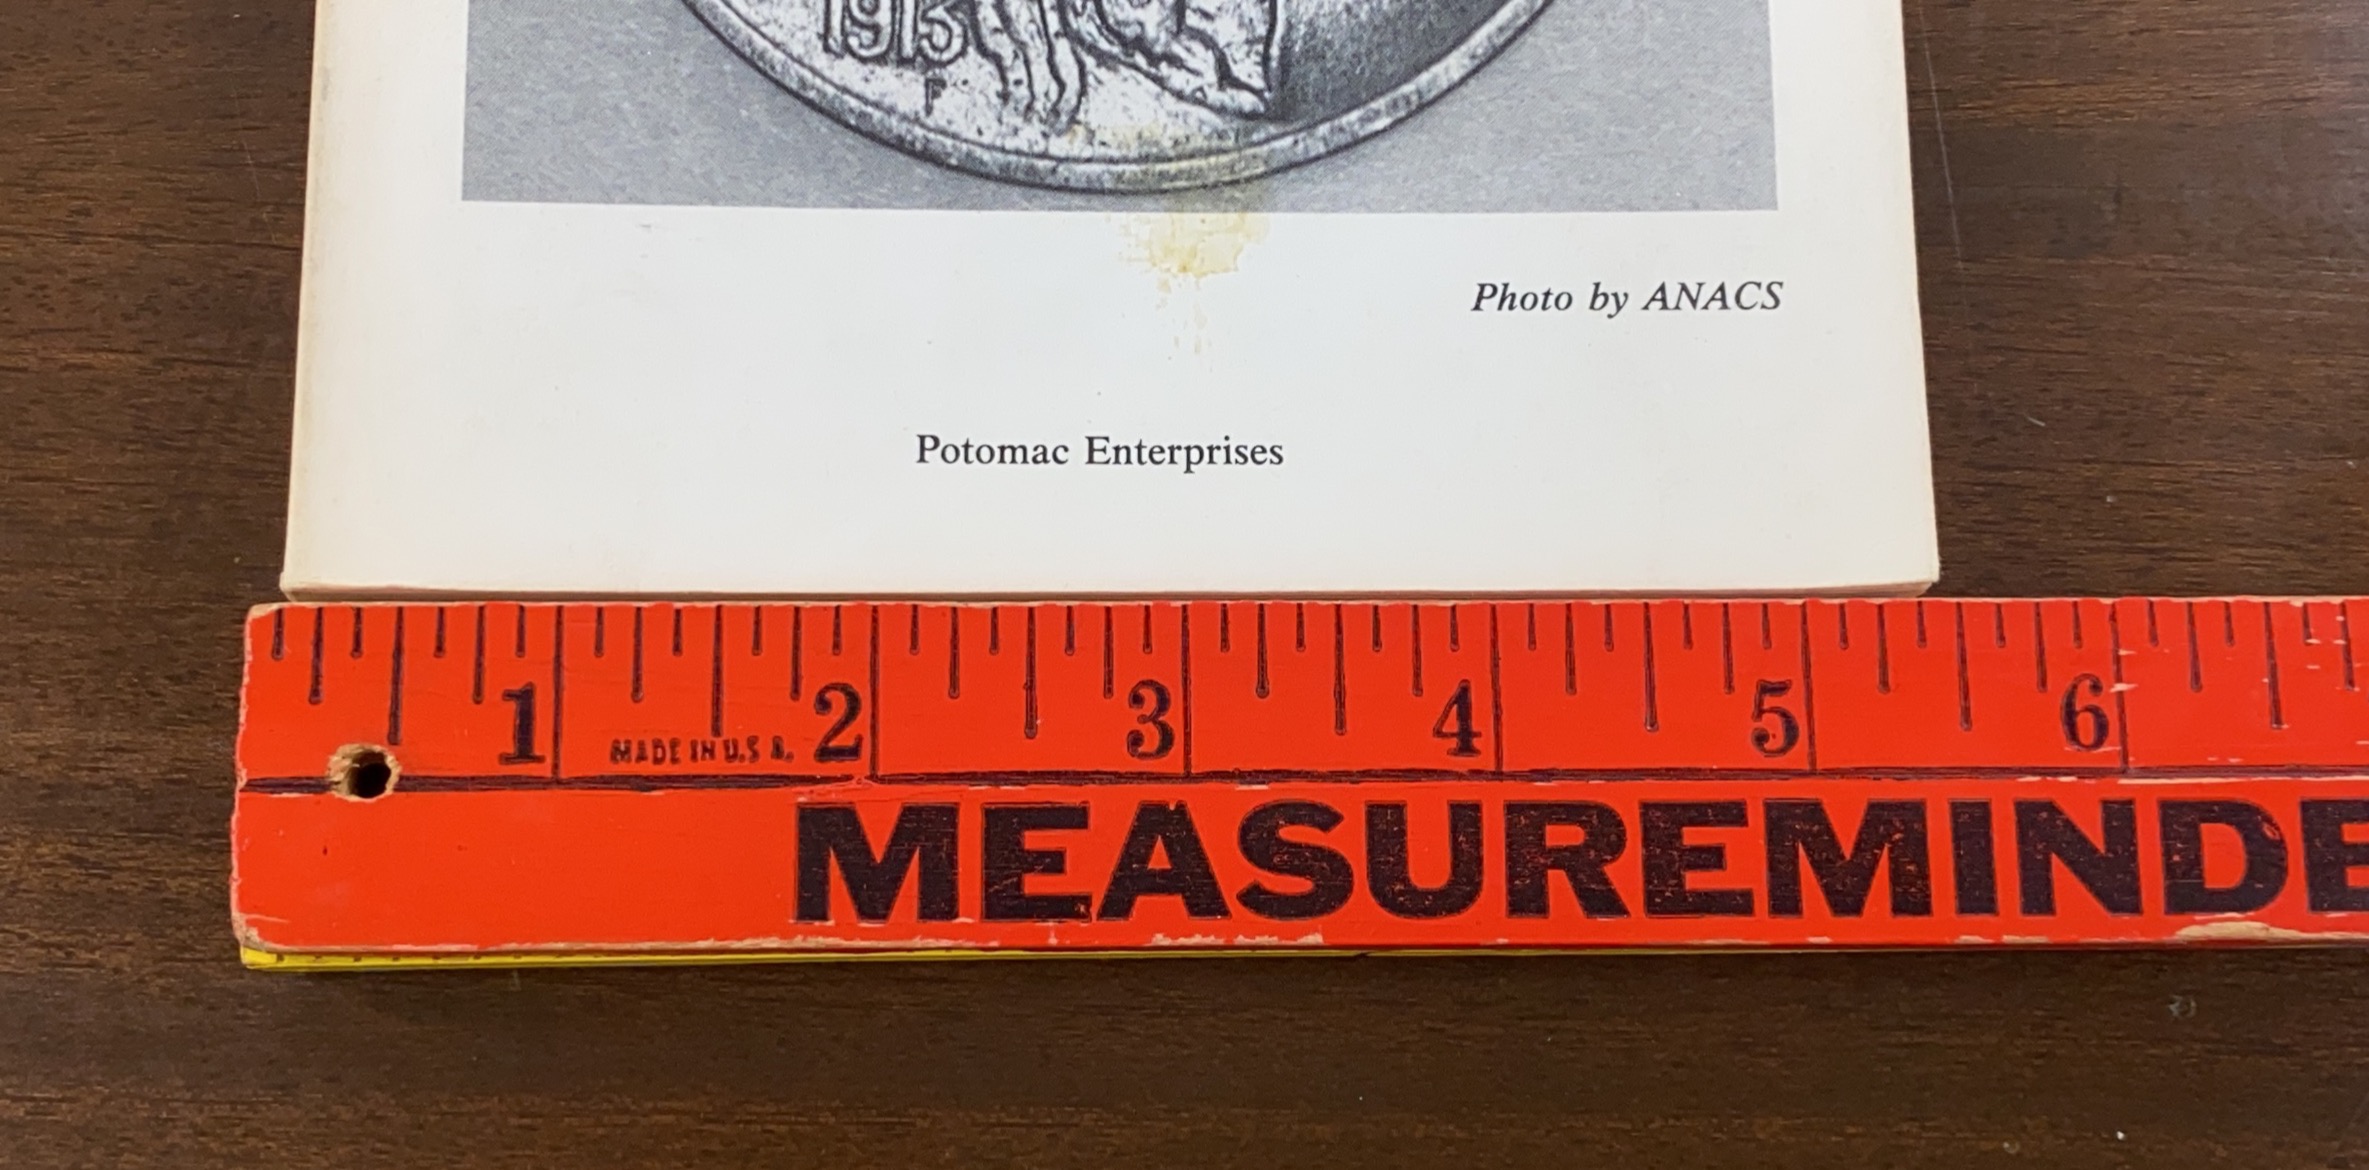 1913
F
Photo by ANACS
Potomac Enterprises
1 2 3 4 5 6
MADE IN U.S.A.
MEASUREMINDE